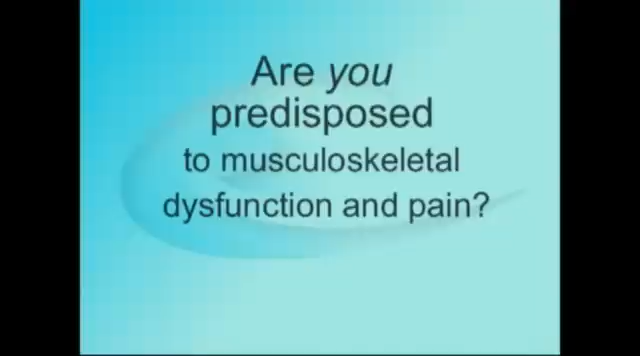 Are you
predisposed
to musculoskeletal
dysfunction and pain?